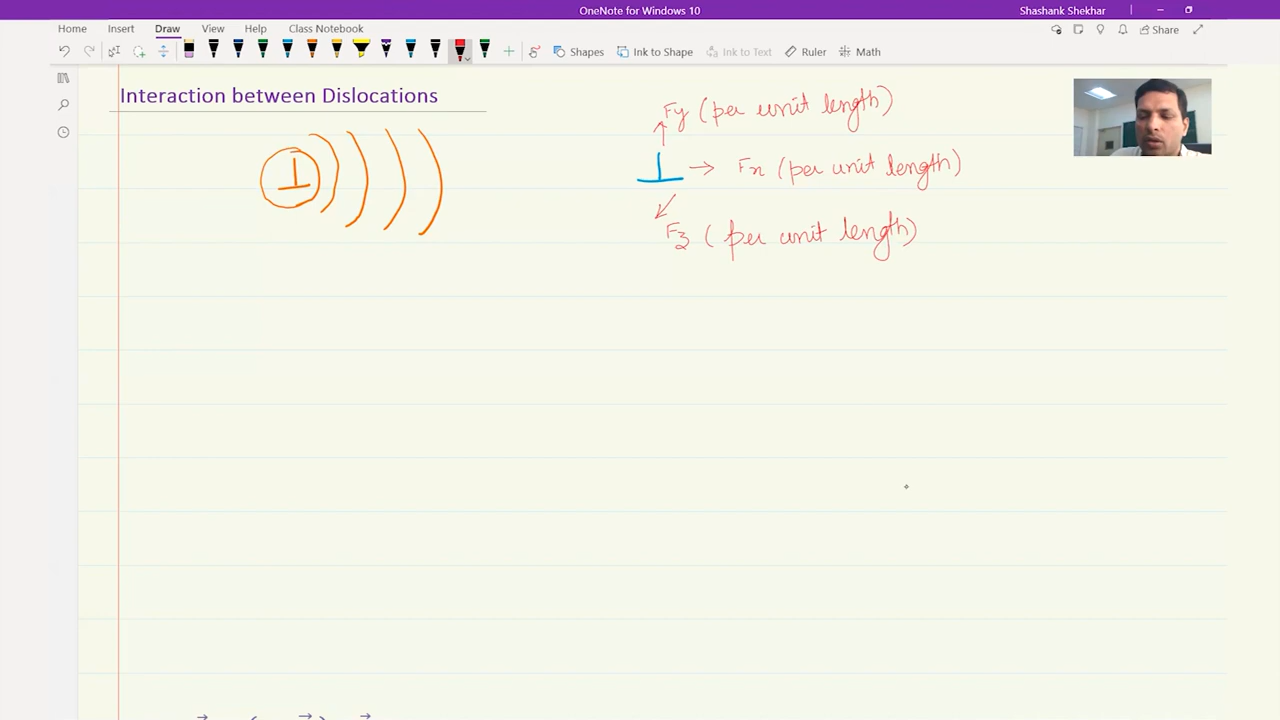 OneNote for Windows 10
Shashank Shekhar
Home Insert Draw View Help Class Notebook
Share
Shapes Ink to Shape Ink to Text Ruler Math
Interaction between Dislocations
Fy (per unit length)
Fx (per unit length)
Fz (per unit length)